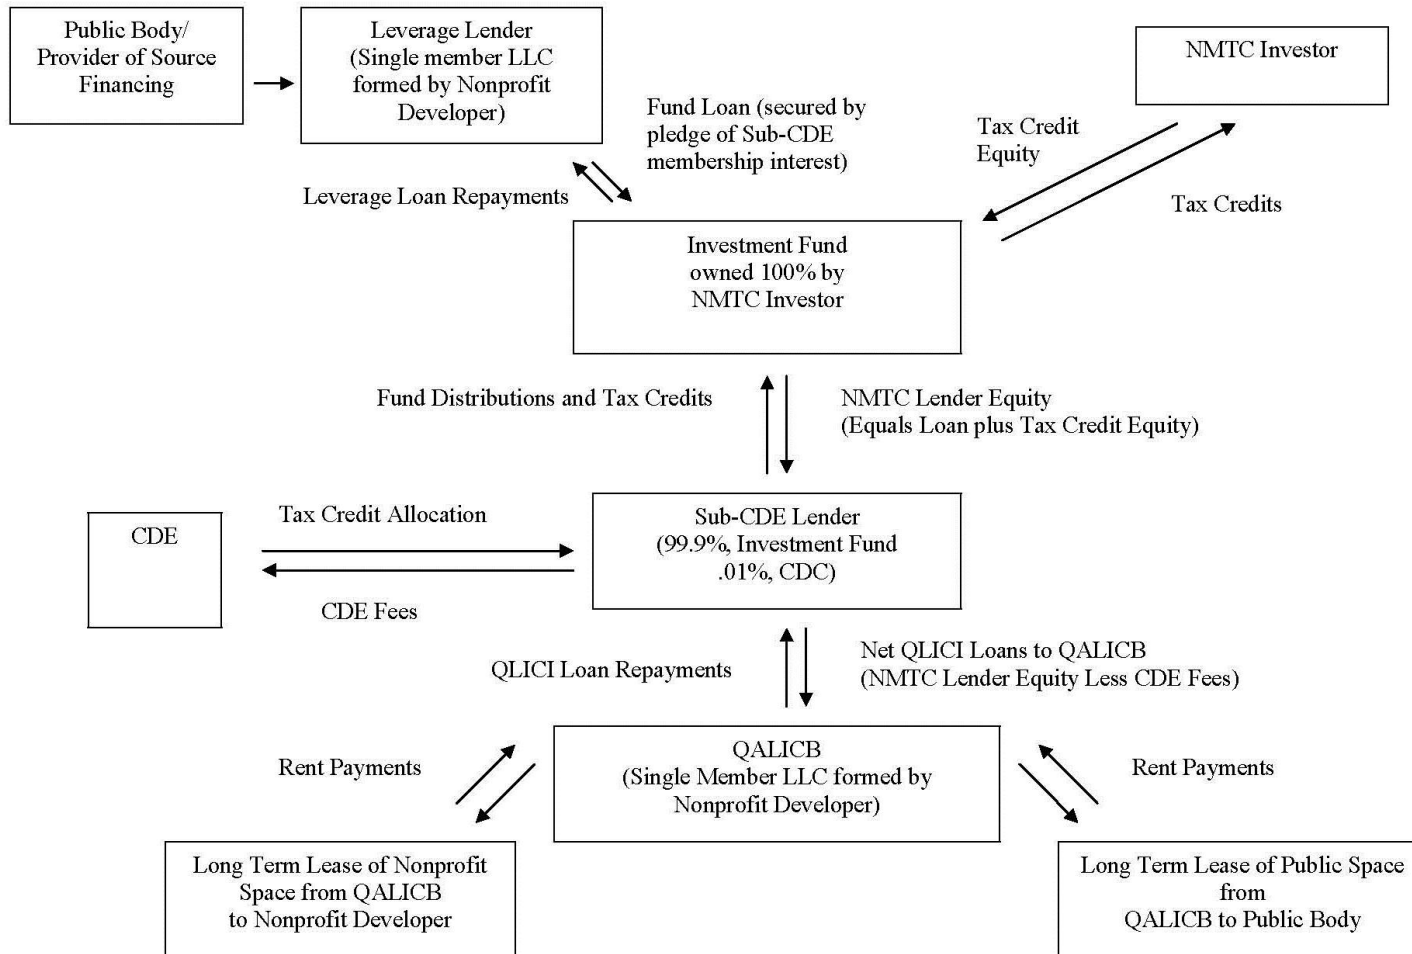 Public Body/
Provider of Source
Financing
Leverage Lender
(Single member LLC
formed by Nonprofit
Developer)
NMTC Investor
Fund Loan (secured by
pledge of Sub-CDE
membership interest)
Tax Credit
Equity
Leverage Loan Repayments
Tax Credits
Investment Fund
owned 100% by
NMTC Investor
Fund Distributions and Tax Credits
NMTC Lender Equity
(Equals Loan plus Tax Credit Equity)
CDE
Tax Credit Allocation
CDE Fees
Sub-CDE Lender
(99.9%, Investment Fund
.01%, CDC)
QLICI Loan Repayments
Net QLICI Loans to QALICB
(NMTC Lender Equity Less CDE Fees)
QALICB
(Single Member LLC formed by
Nonprofit Developer)
Rent Payments
Rent Payments
Long Term Lease of Nonprofit
Space from QALICB
to Nonprofit Developer
Long Term Lease of Public Space
from
QALICB to Public Body